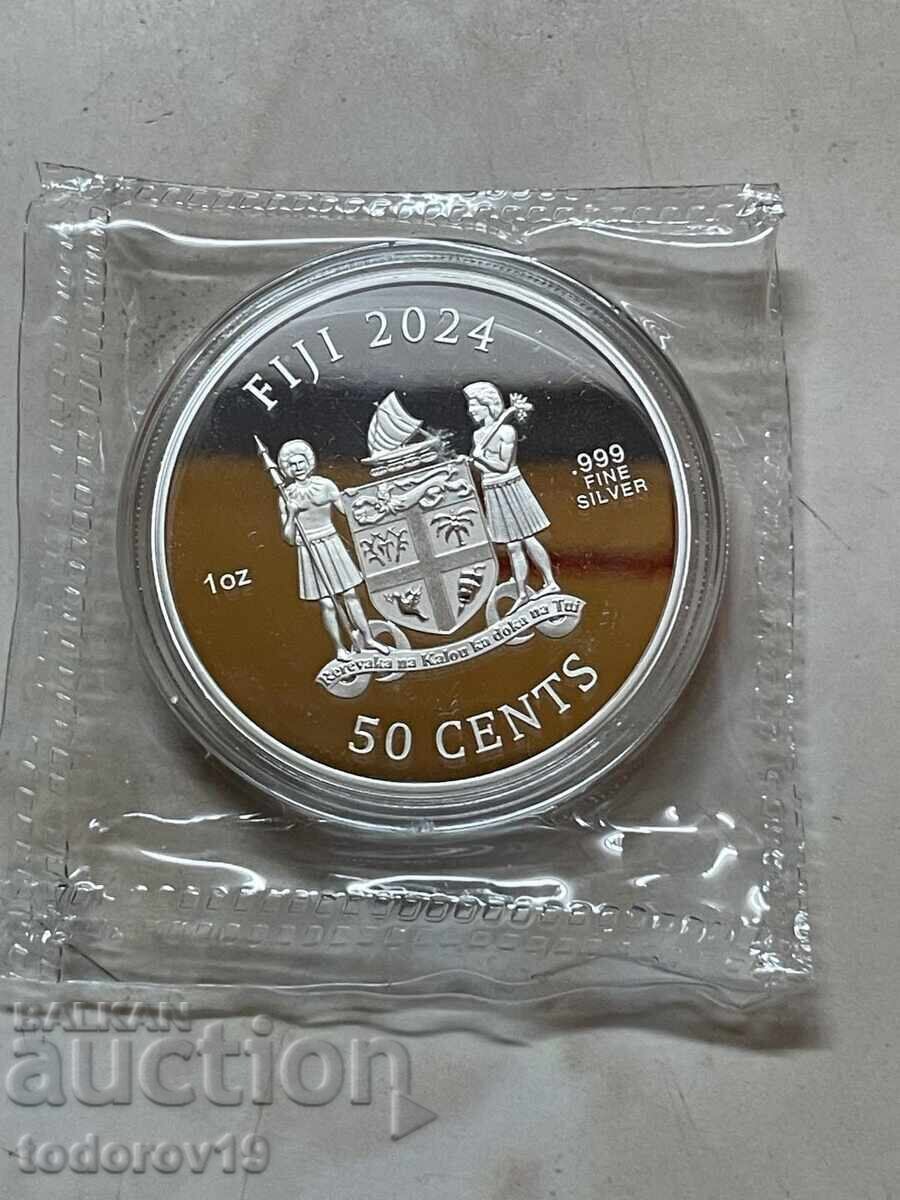 FIJI 2024
.999
FINE
SILVER
1oz
Rerevaka na Kalou ka doka na Tui
50 CENTS
BALKAN
auction
todorov19